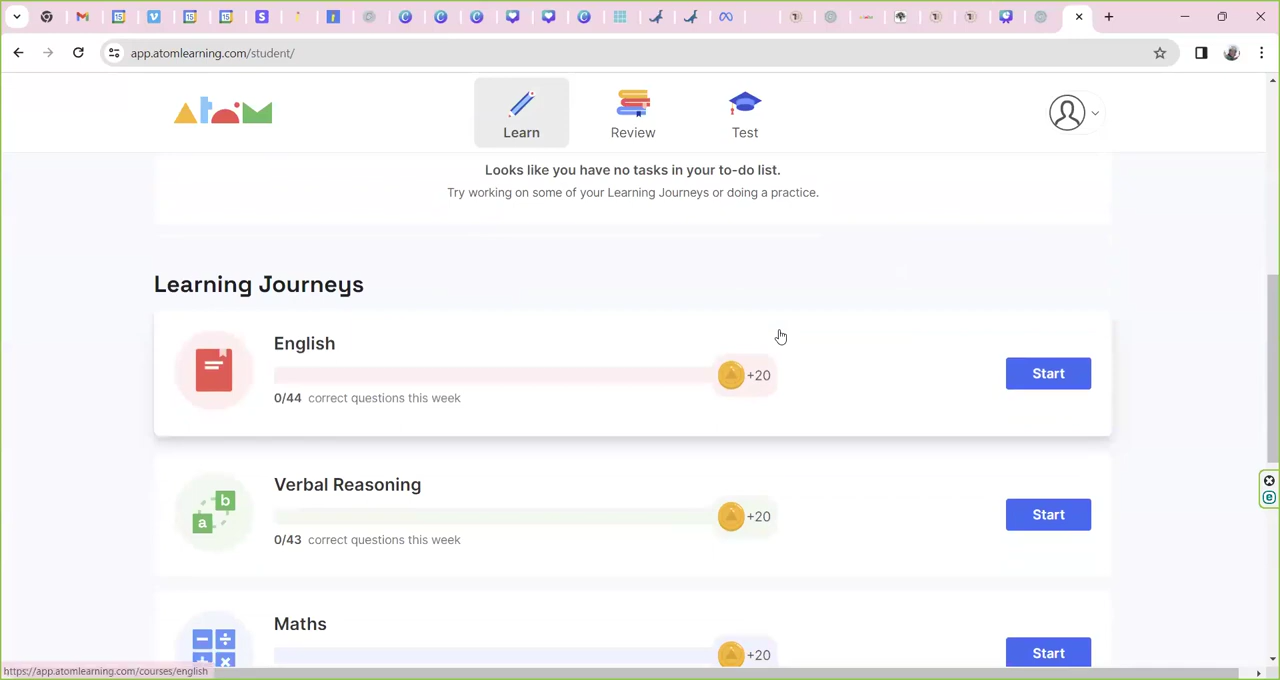 app.atomlearning.com/student/
atom
Learn
Review
Test
Looks like you have no tasks in your to-do list.
Try working on some of your Learning Journeys or doing a practice.
Learning Journeys
English
+20
Start
0/44 correct questions this week
Verbal Reasoning
+20
Start
0/43 correct questions this week
Maths
+20
Start
https://app.atomlearning.com/courses/english